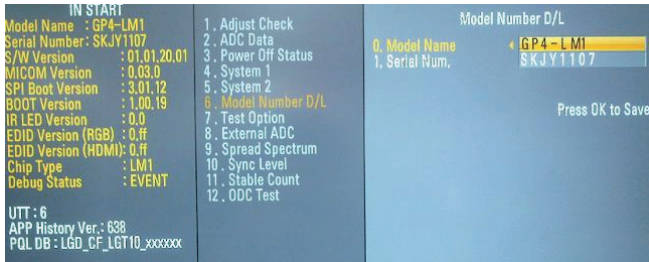 IN START
Model Name : GP4-LM1
Serial Number: SKJY1107
S/W Version : 01.01.20.01
MICOM Version : 0.03.0
SPI Boot Version : 3.01.12
BOOT Version : 1.00.19
IR LED Version : 0.0
EDID Version (RGB) : 0.ff
EDID Version (HDMI): 0.ff
Chip Type : LM1
Debug Status : EVENT
UTT : 6
APP History Ver.: 638
PQL DB : LGD_CF_LGT10_xxxxxx
1 . Adjust Check
2 . ADC Data
3 . Power Off Status
4 . System 1
5 . System 2
6 . Model Number D/L
7 . Test Option
8 . External ADC
9 . Spread Spectrum
10 . Sync Level
11 . Stable Count
12 . ODC Test
Model Number D/L
0. Model Name GP4-LM1
1. Serial Num. SKJY1107
Press OK to Save